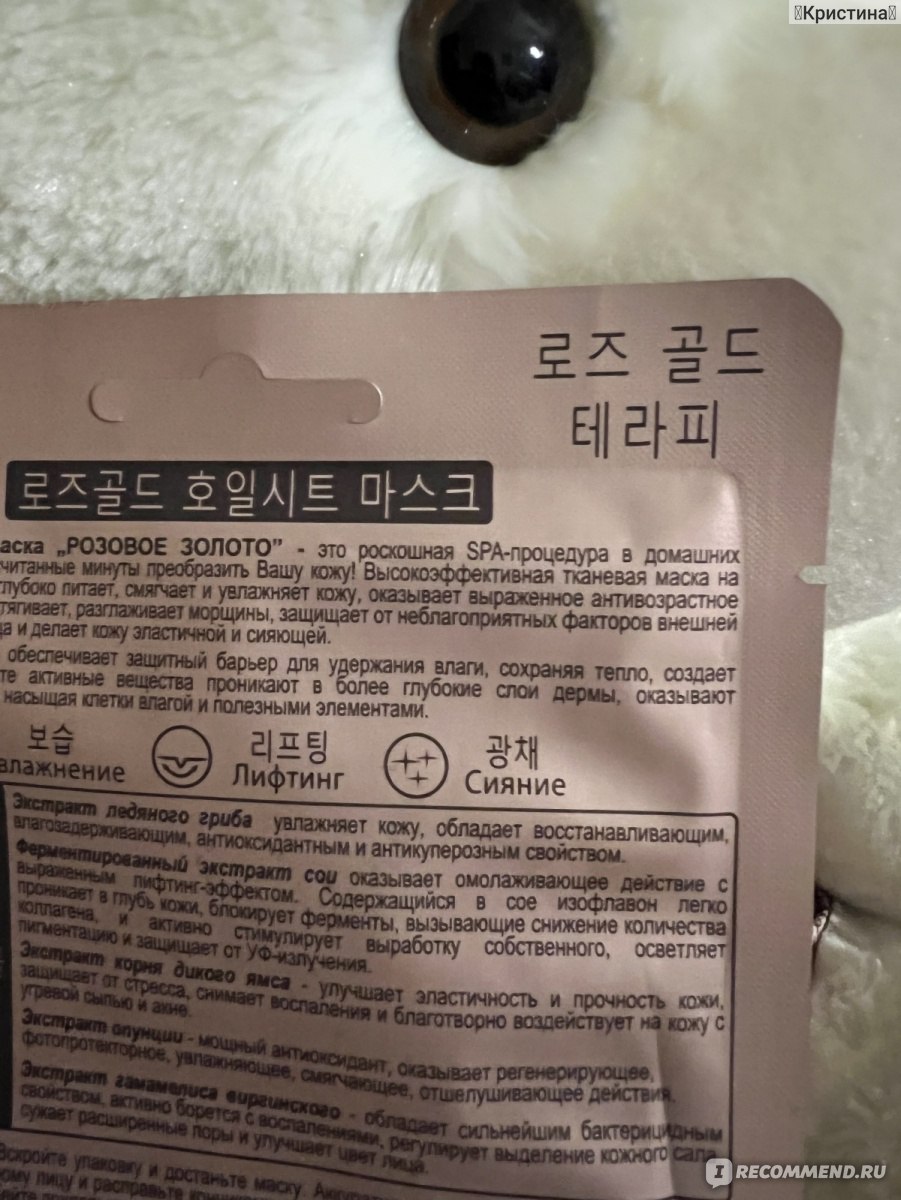 Кристина
로즈 골드
테라피
로즈골드 호일시트 마스크
аска „РОЗОВОЕ ЗОЛОТО” - это роскошная SPA-процедура в домашних
читанные минуты преобразить Вашу кожу! Высокоэффективная тканевая маска на
глубоко питает, смягчает и увлажняет кожу, оказывает выраженное антивозрастное
тягивает, разглаживает морщины, защищает от неблагоприятных факторов внешней
да и делает кожу эластичной и сияющей.
обеспечивает защитный барьер для удержания влаги, сохраняя тепло, создает
те активные вещества проникают в более глубокие слои дермы, оказывают
насыщая клетки влагой и полезными элементами.
보습 리프팅 광채
влажнение Лифтинг Сияние
Экстракт ледяного гриба увлажняет кожу, обладает восстанавливающим,
влагозадерживающим, антиоксидантным и антикуперозным свойством.
Ферментированный экстракт сои оказывает омолаживающее действие с
выраженным лифтинг-эффектом. Содержащийся в сое изофлавон легко
проникает в глубь кожи, блокирует ферменты, вызывающие снижение количества
коллагена, и активно стимулирует выработку собственного, осветляет
пигментацию и защищает от УФ-излучения.
Экстракт корня дикого ямса - улучшает эластичность и прочность кожи,
защищает от стресса, снимает воспаления и благотворно воздействует на кожу с
угревой сыпью и акне.
Экстракт опунции - мощный антиоксидант, оказывает регенерирующее,
фотопротекторное, увлажняющее, смягчающее, отшелушивающее действия.
Экстракт гамамелиса виргинского - обладает сильнейшим бактерицидным
свойством, активно борется с воспалениями, регулирует выделение кожного сала,
сужает расширенные поры и улучшает цвет лица.
Вскройте упаковку и достаньте маску.
ому лицу и расправьте
IRECOMMEND.RU